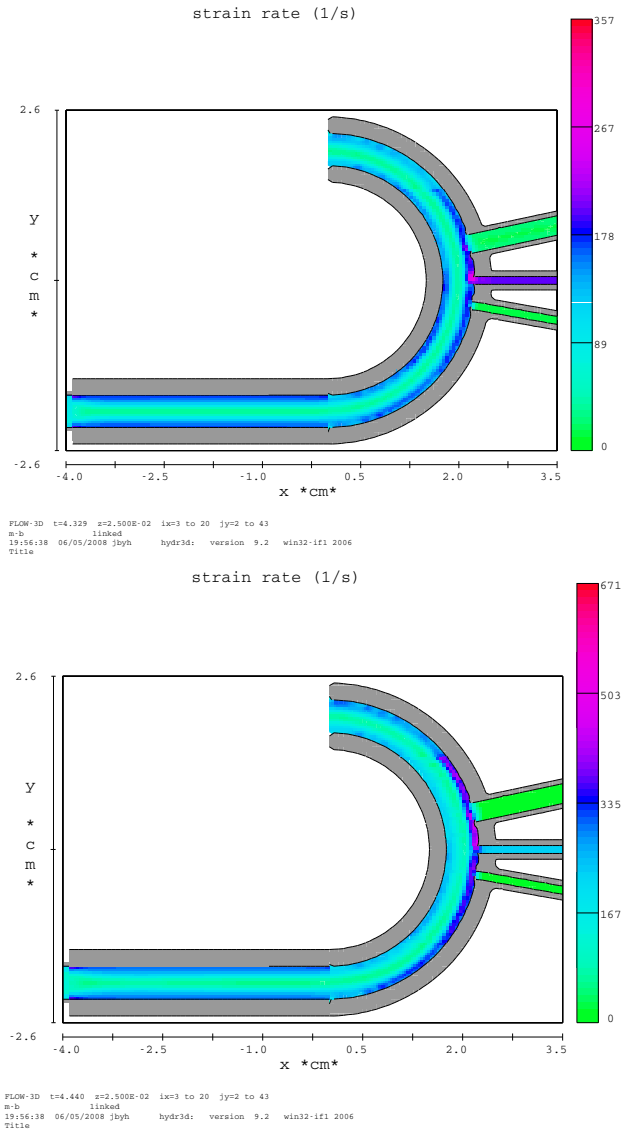 strain rate (1/s)
357
267
178
89
0
2.6
y
*
c
m
*
-2.6
-4.0 -2.5 -1.0 0.5 2.0 3.5
x *cm*
FLOW-3D t=4.329 z=2.500E-02 ix=3 to 20 jy=2 to 43
m-b linked
19:56:38 06/05/2008 jbyh hydr3d: version 9.2 win32-if1 2006
Title
strain rate (1/s)
671
503
335
167
0
2.6
y
*
c
m
*
-2.6
-4.0 -2.5 -1.0 0.5 2.0 3.5
x *cm*
FLOW-3D t=4.440 z=2.500E-02 ix=3 to 20 jy=2 to 43
m-b linked
19:56:38 06/05/2008 jbyh hydr3d: version 9.2 win32-if1 2006
Title